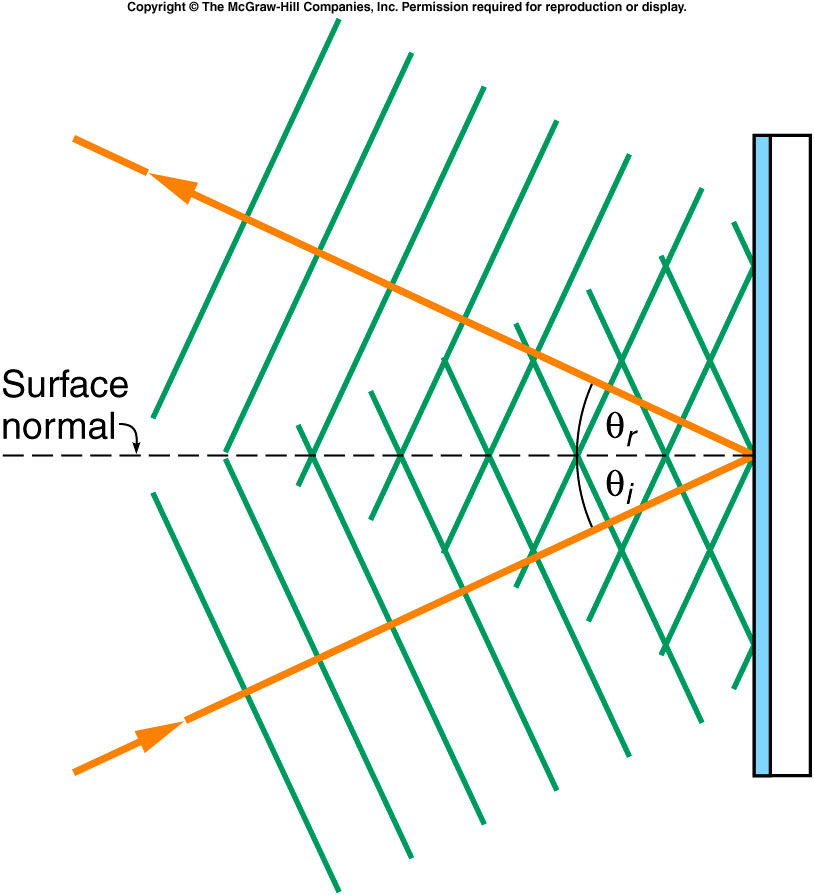 Copyright © The McGraw-Hill Companies, Inc. Permission required for reproduction or display.
Surface
normal
θr
θi